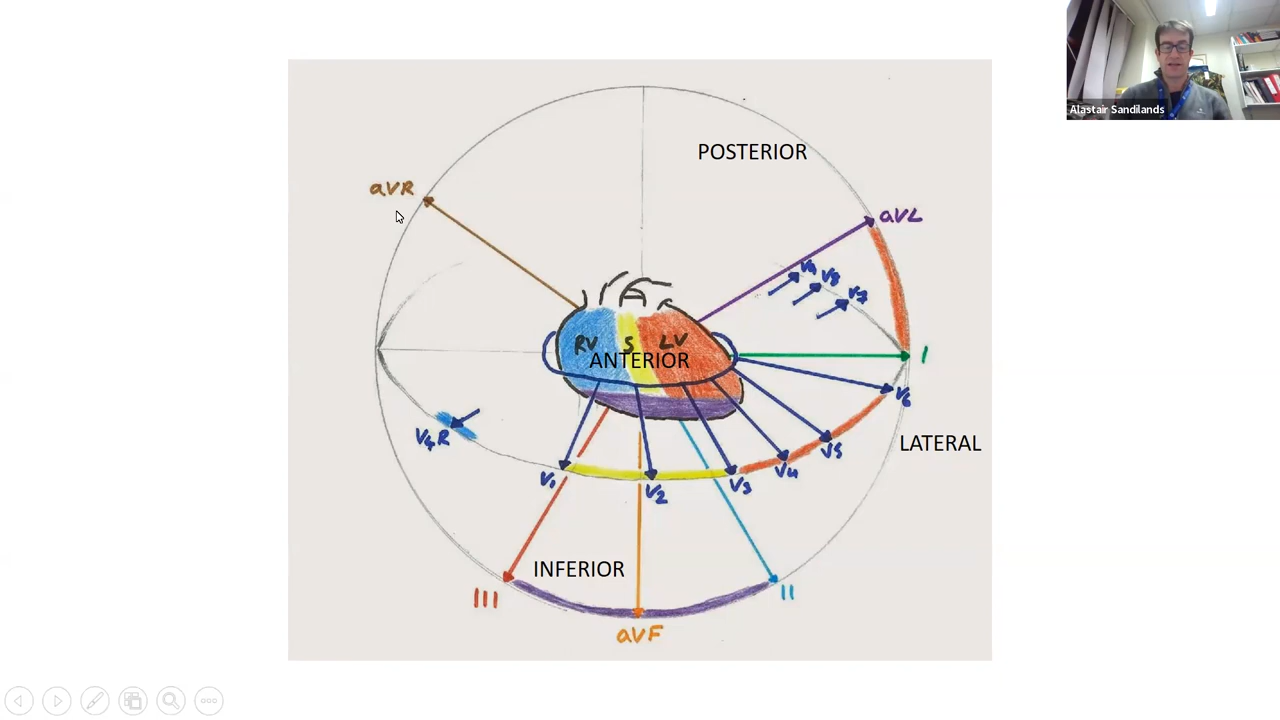 Alastair Sandilands
POSTERIOR
aVR
aVL
V9
V8
V7
RV
S
LV
ANTERIOR
I
V6
V4R
LATERAL
V5
V4
V3
V2
V1
INFERIOR
III
II
aVF